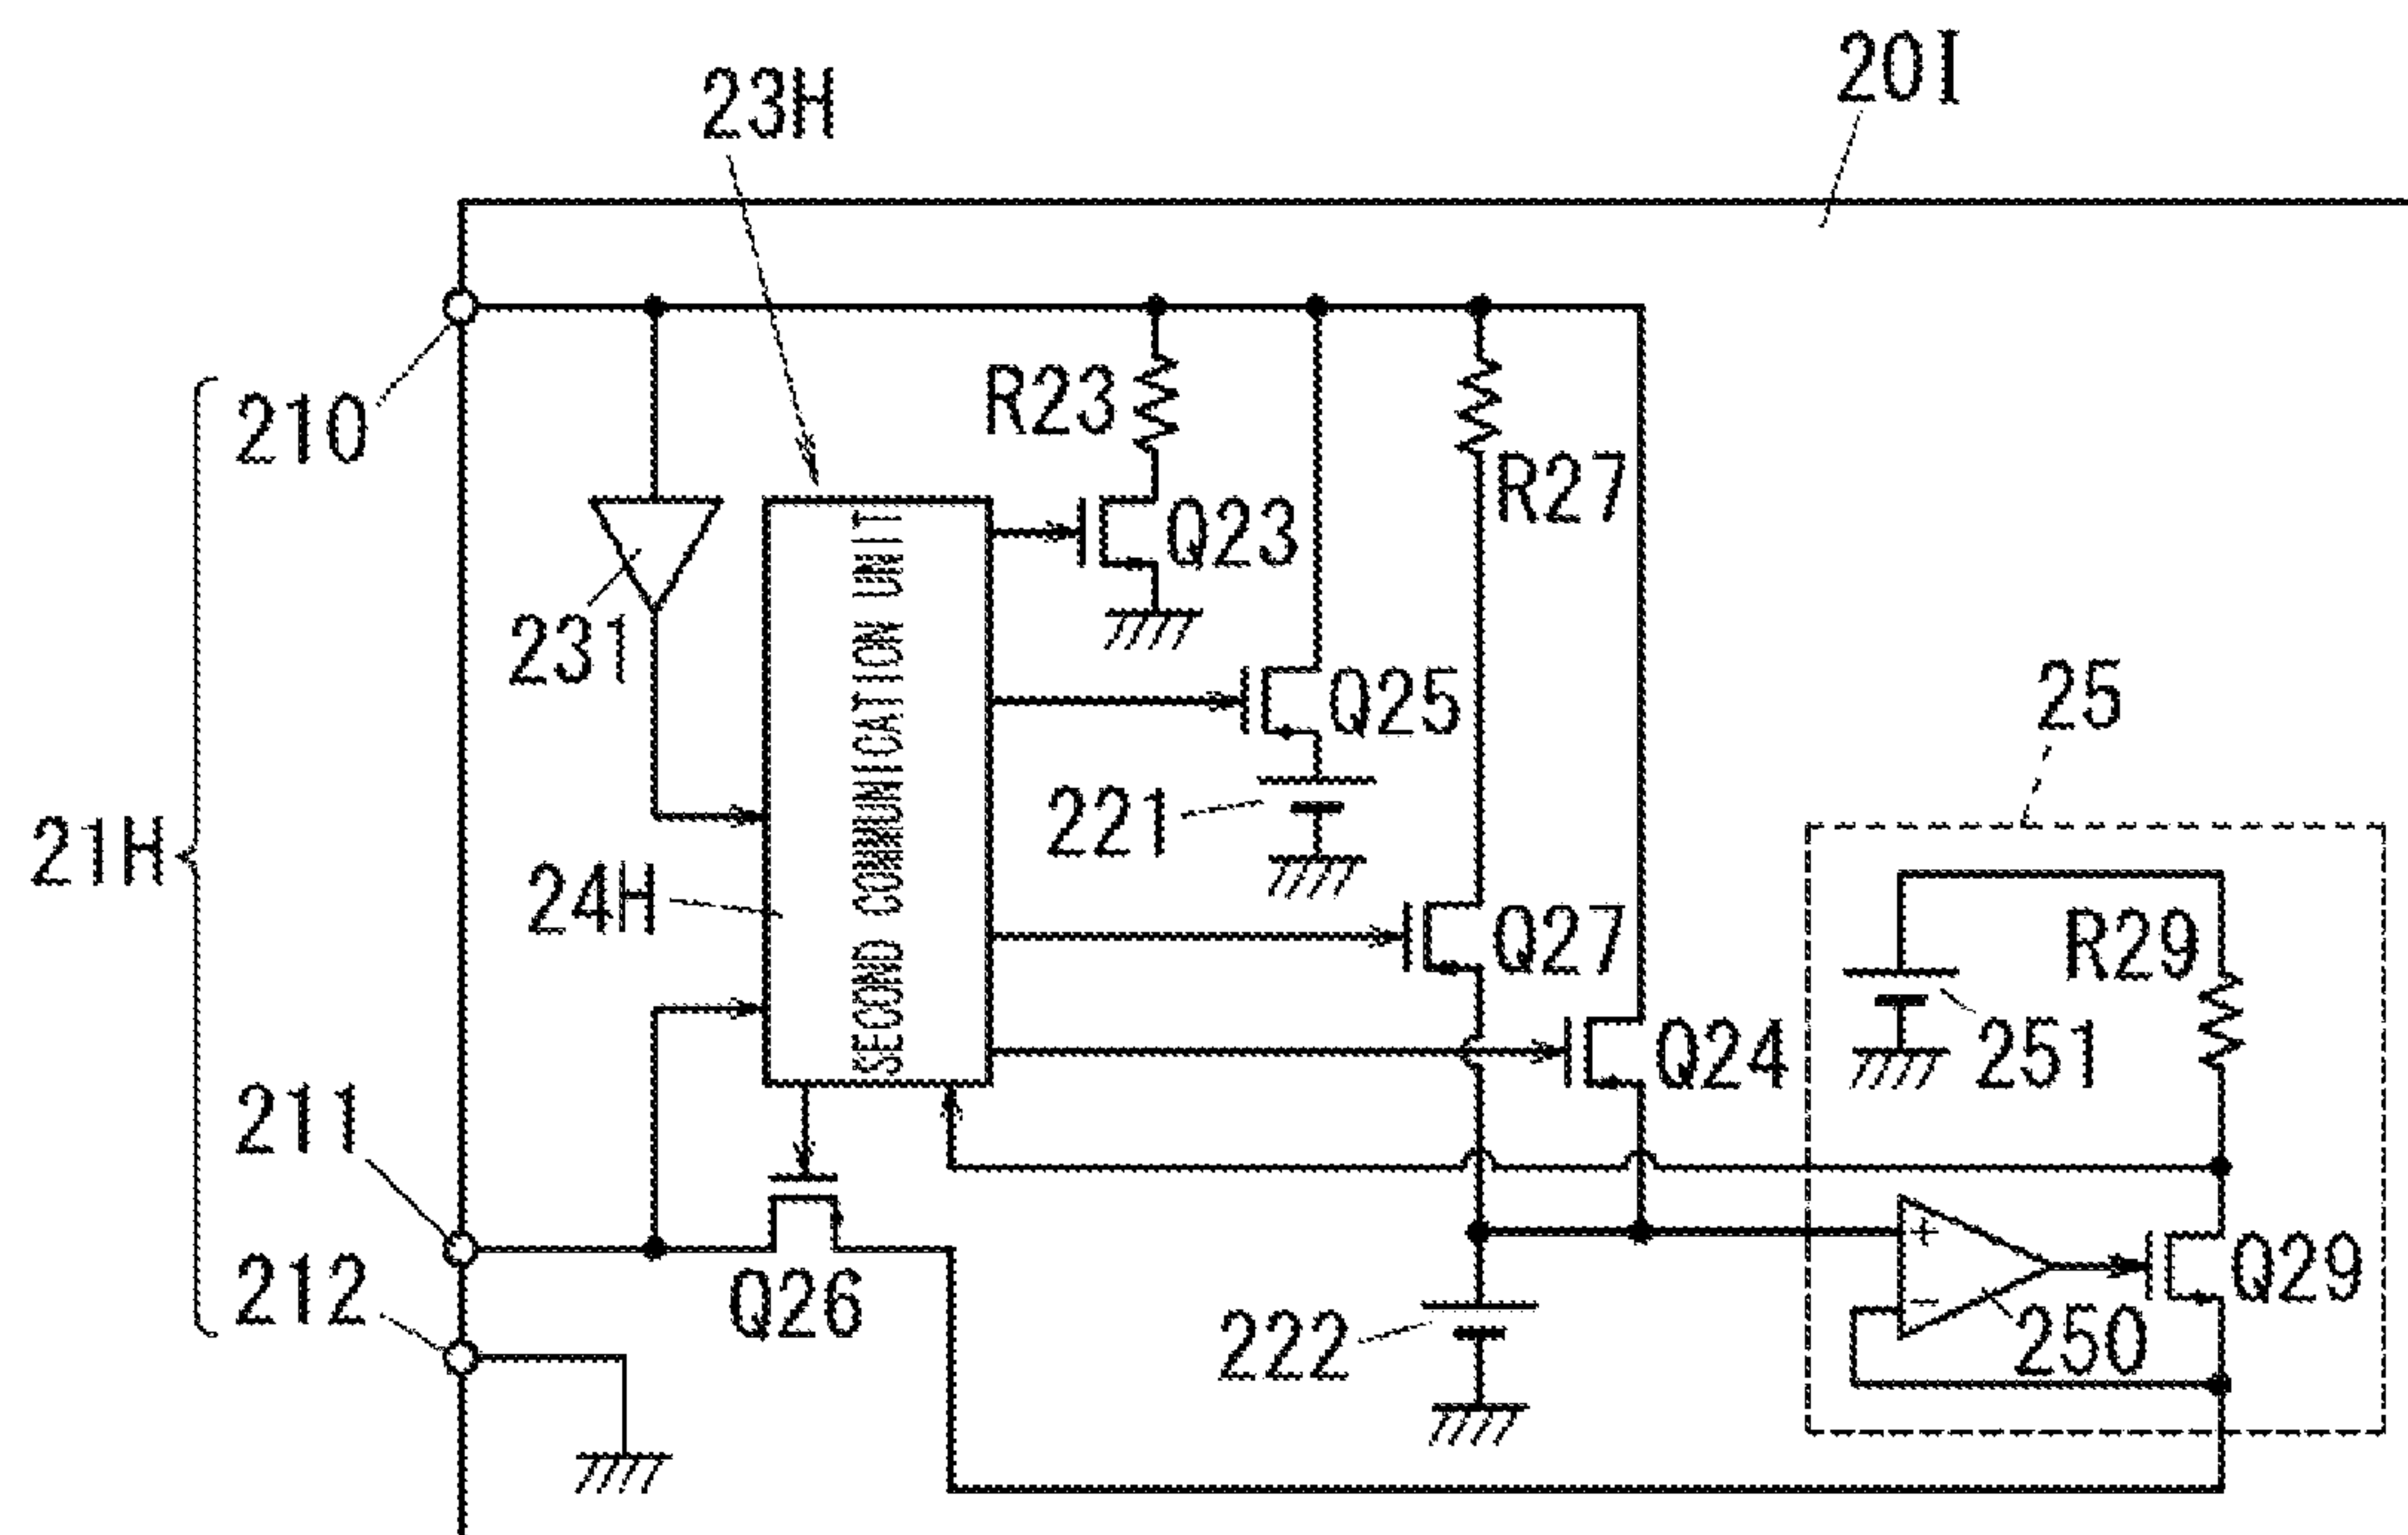 20I
23H
210
R23
R27
Q23
231
SECOND COMMUNICATION UNIT
Q25
25
21H
221
24H
Q27
R29
251
Q24
211
+
212
Q26
Q29
-
222
250